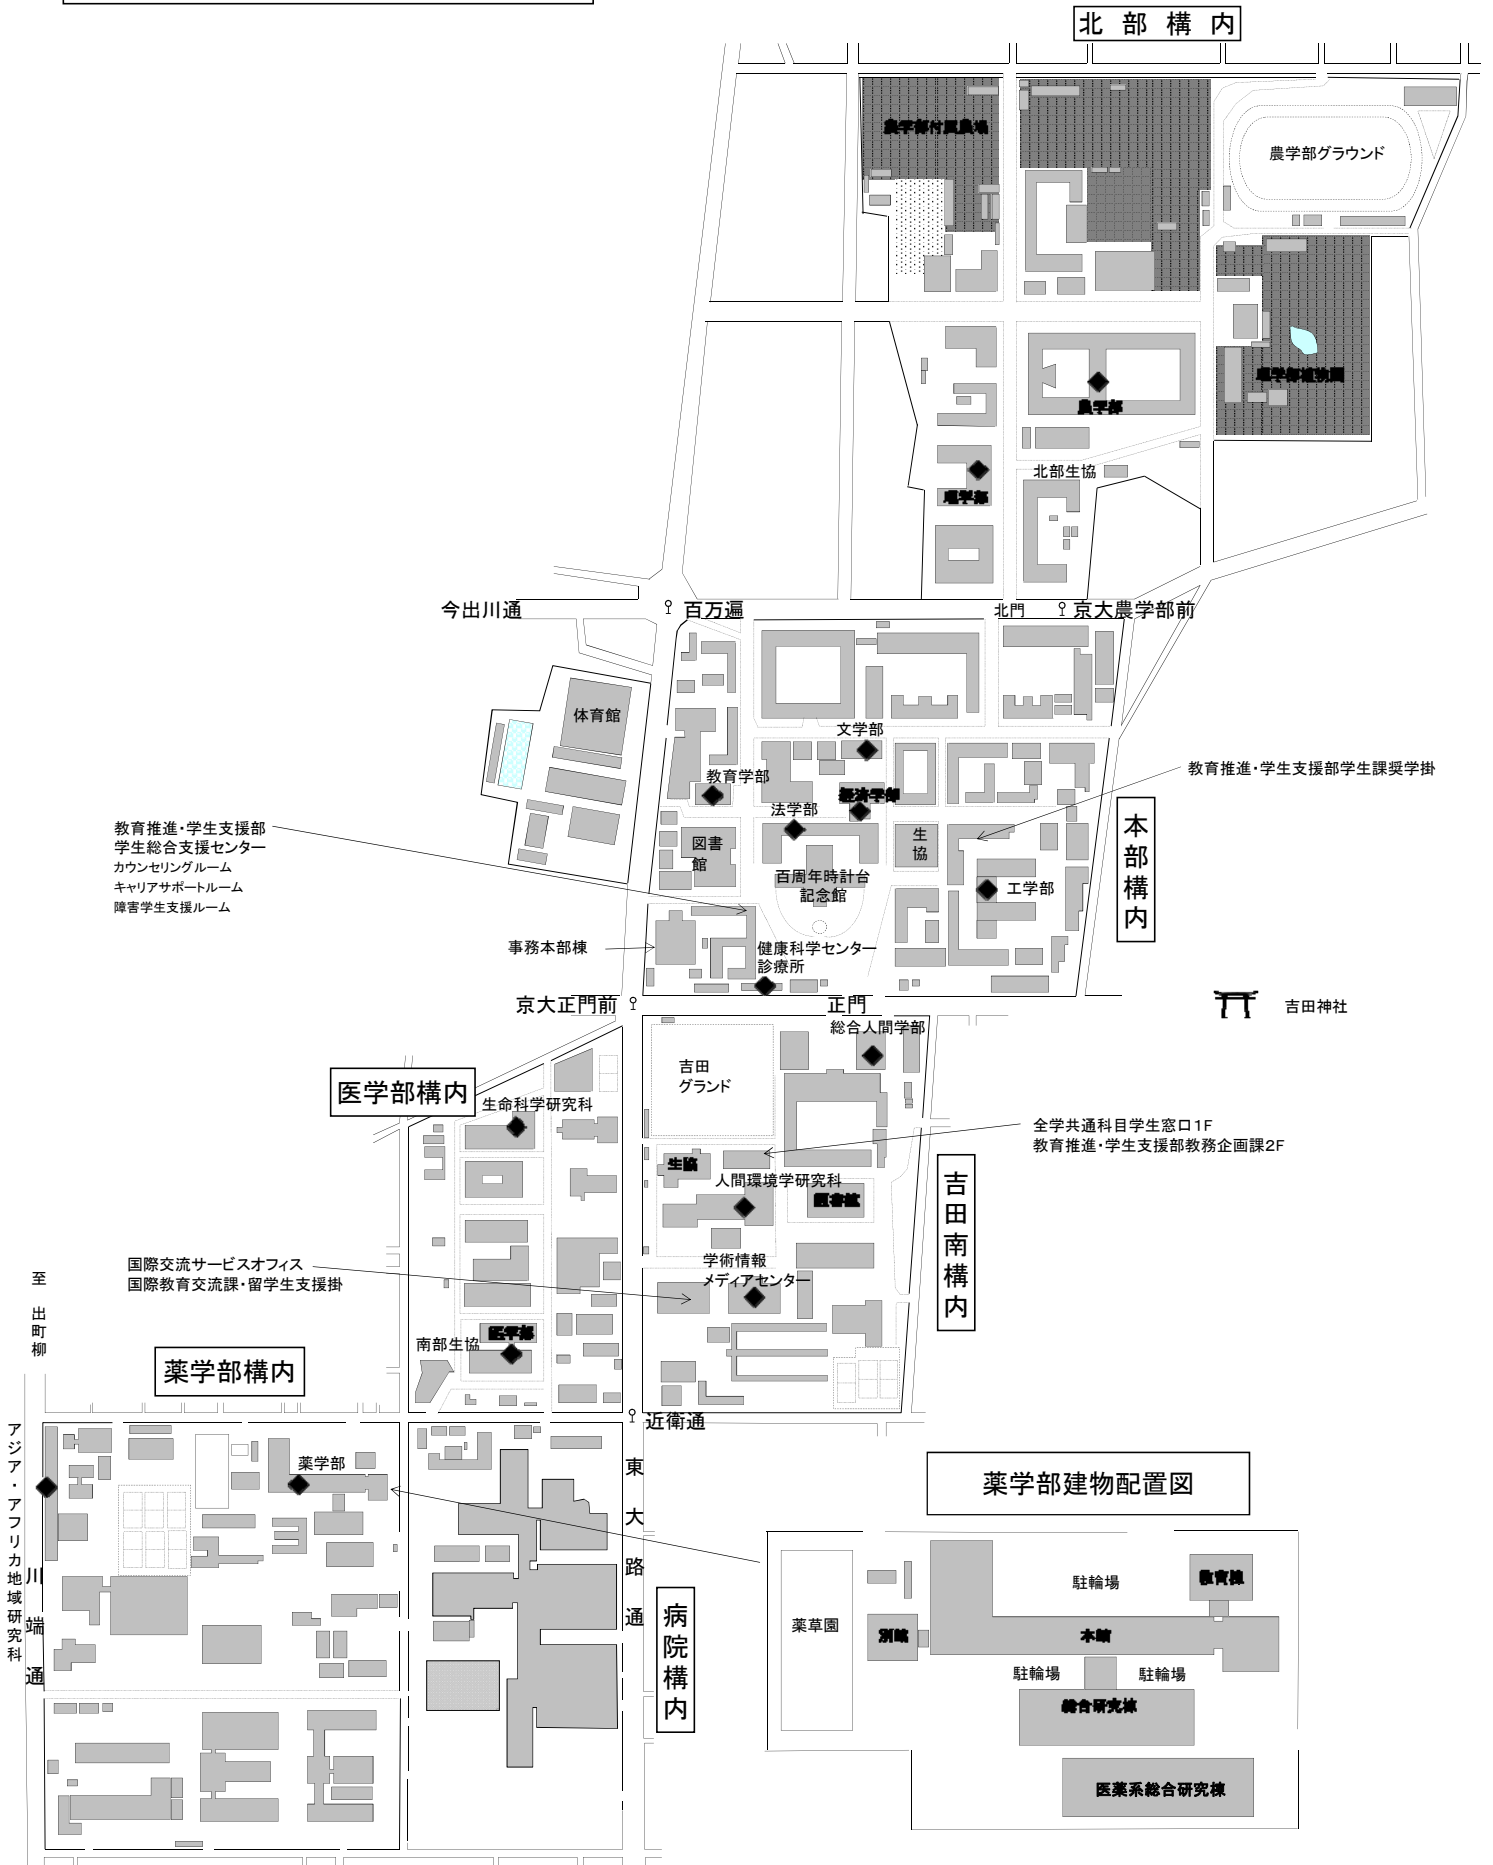 北部構内
農学部付属農場
農学部グラウンド
理学部植物園
農学部
北部生協
理学部
今出川通
百万遍
北門
京大農学部前
体育館
文学部
教育学部
経済学部
教育推進・学生支援部学生課奨学掛
法学部
本部構内
教育推進・学生支援部
学生総合支援センター
カウンセリングルーム
キャリアサポートルーム
障害学生支援ルーム
図書
館
生
協
百周年時計台
記念館
工学部
事務本部棟
健康科学センター
診療所
京大正門前
正門
吉田神社
総合人間学部
吉田
グランド
医学部構内
生命科学研究科
全学共通科目学生窓口1F
教育推進・学生支援部教務企画課2F
生協
人間環境学研究科
図書館
吉田南構内
国際交流サービスオフィス
国際教育交流課・留学生支援掛
学術情報
メディアセンター
至 出町柳
医学部
南部生協
薬学部構内
近衛通
アジア・アフリカ地域研究科
薬学部
東大路通
川端通
病院構内
薬学部建物配置図
駐輪場
教育棟
薬草園
別館
本館
駐輪場
駐輪場
総合研究棟
医薬系総合研究棟